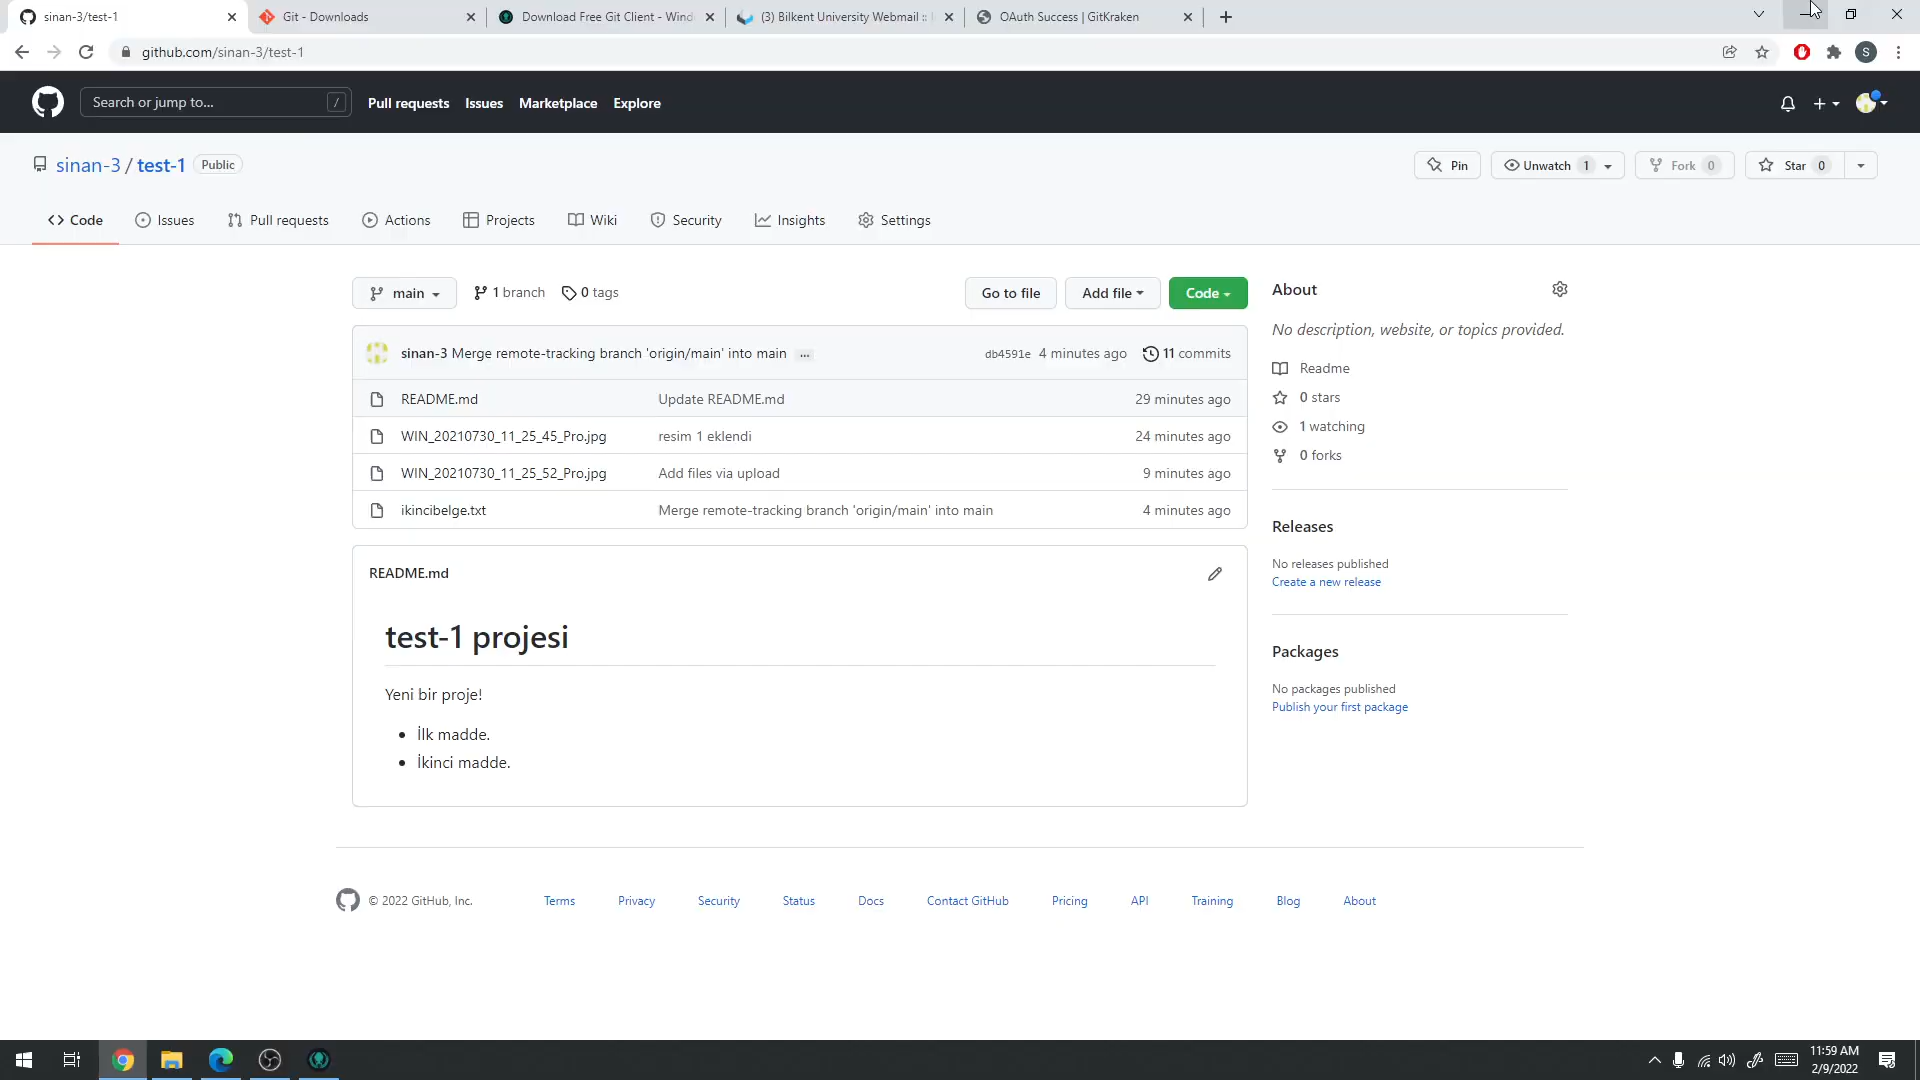 sinan-3/test-1
Git - Downloads
Download Free Git Client - Wind
(3) Bilkent University Webmail ::
OAuth Success | GitKraken
github.com/sinan-3/test-1
S
Search or jump to...
/
Pull requests
Issues
Marketplace
Explore
sinan-3 / test-1
Public
Pin
Unwatch 1
Fork 0
Star 0
Code
Issues
Pull requests
Actions
Projects
Wiki
Security
Insights
Settings
main
1 branch
0 tags
Go to file
Add file
Code
sinan-3 Merge remote-tracking branch 'origin/main' into main ...
db4591e 4 minutes ago
11 commits
README.md
Update README.md
29 minutes ago
WIN_20210730_11_25_45_Pro.jpg
resim 1 eklendi
24 minutes ago
WIN_20210730_11_25_52_Pro.jpg
Add files via upload
9 minutes ago
ikincibelge.txt
Merge remote-tracking branch 'origin/main' into main
4 minutes ago
README.md
test-1 projesi
Yeni bir proje!
İlk madde.
İkinci madde.
About
No description, website, or topics provided.
Readme
0 stars
1 watching
0 forks
Releases
No releases published
Create a new release
Packages
No packages published
Publish your first package
© 2022 GitHub, Inc.
Terms
Privacy
Security
Status
Docs
Contact GitHub
Pricing
API
Training
Blog
About
11:59 AM
2/9/2022